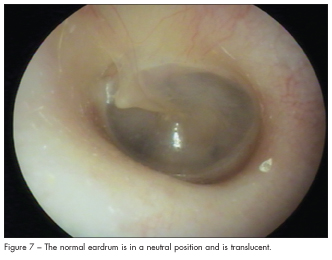 Figure 7 – The normal eardrum is in a neutral position and is translucent.